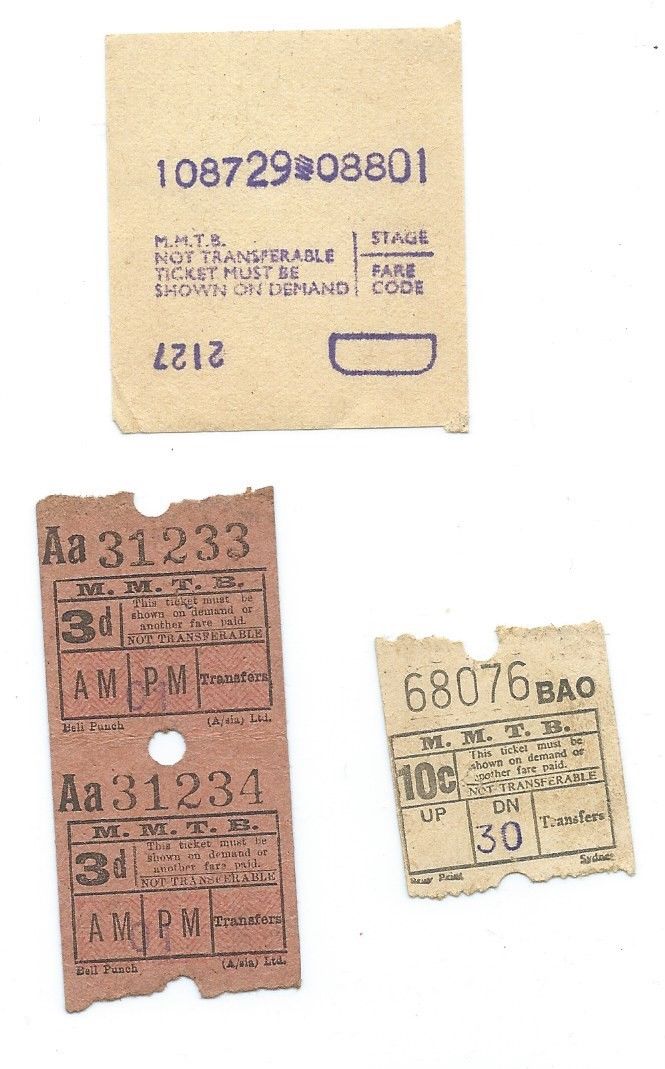 108729 08801
M.M.T.B.
NOT TRANSFERABLE
TICKET MUST BE
SHOWN ON DEMAND
STAGE
FARE
CODE
2127
Aa 31233
M. M. T. B.
3d
This ticket must be
shown on demand or
another fare paid.
NOT TRANSFERABLE
AM PM Transfers
Bell Punch (A/sia) Ltd.
Aa 31234
M. M. T. B.
3d
This ticket must be
shown on demand or
another fare paid.
NOT TRANSFERABLE
AM PM Transfers
Bell Punch (A/sia) Ltd.
68076 BAO
M. M. T. B.
10c
This ticket must be
shown on demand or
another fare paid.
NOT TRANSFERABLE
UP DN Transfers
30
Sydney